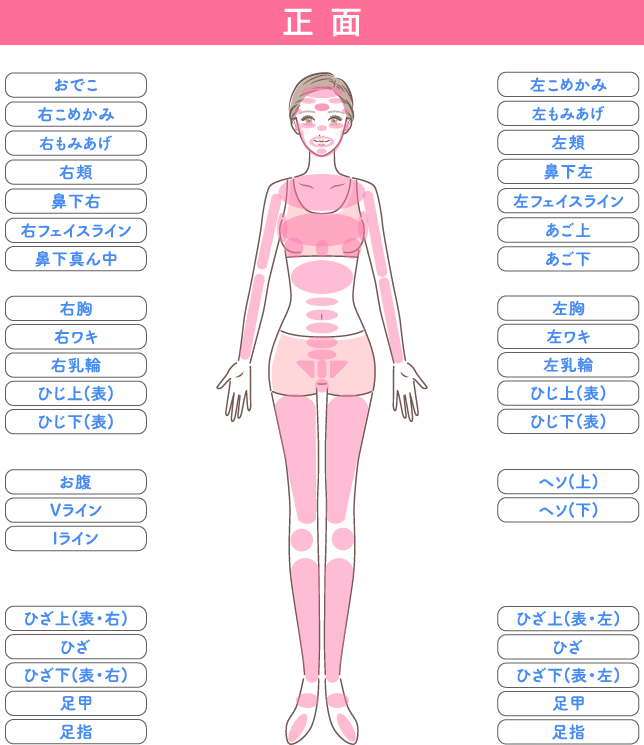 正面
おでこ
右こめかみ
右もみあげ
右頬
鼻下右
右フェイスライン
鼻下真ん中
右胸
右ワキ
右乳輪
ひじ上(表)
ひじ下(表)
お腹
Vライン
Iライン
ひざ上(表・右)
ひざ
ひざ下(表・右)
足甲
足指
左こめかみ
左もみあげ
左頬
鼻下左
左フェイスライン
あご上
あご下
左胸
左ワキ
左乳輪
ひじ上(表)
ひじ下(表)
ヘソ(上)
ヘソ(下)
ひざ上(表・左)
ひざ
ひざ下(表・左)
足甲
足指